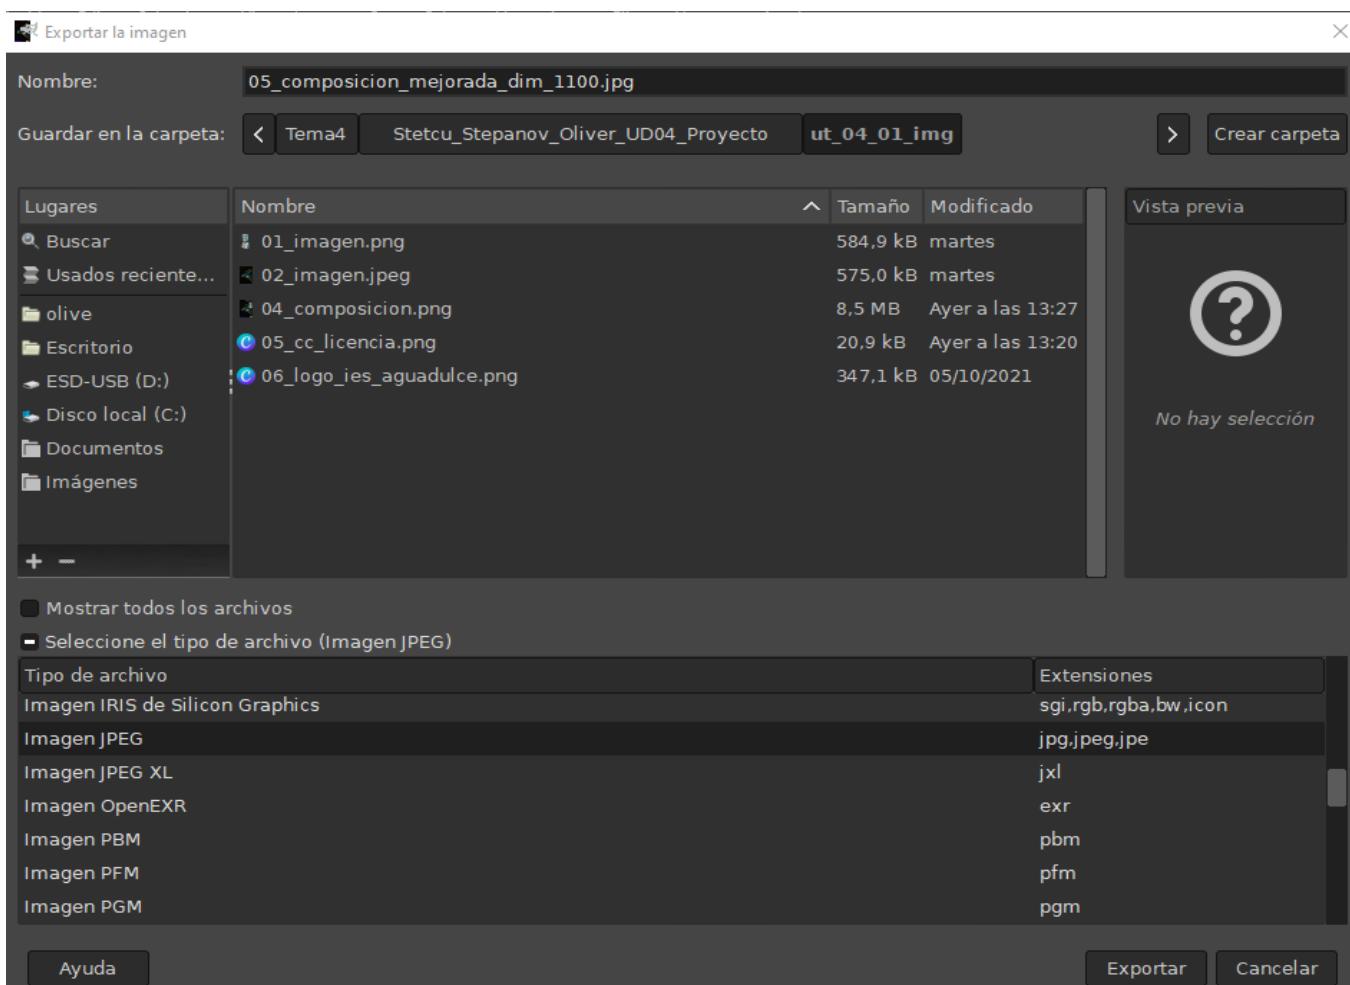 Exportar la imagen
Nombre: 05_composicion_mejorada_dim_1100.jpg
Guardar en la carpeta: Tema4 Stetcu_Stepanov_Oliver_UD04_Proyecto ut_04_01_img Crear carpeta
Lugares Nombre Tamaño Modificado Vista previa
Buscar 01_imagen.png 584,9 kB martes
Usados reciente... 02_imagen.jpeg 575,0 kB martes
olive 04_composicion.png 8,5 MB Ayer a las 13:27
Escritorio 05_cc_licencia.png 20,9 kB Ayer a las 13:20
ESD-USB (D:) 06_logo_ies_aguadulce.png 347,1 kB 05/10/2021
Disco local (C:) No hay selección
Documentos
Imágenes
Mostrar todos los archivos
Seleccione el tipo de archivo (Imagen JPEG)
Tipo de archivo Extensiones
Imagen IRIS de Silicon Graphics sgi,rgb,rgba,bw,icon
Imagen JPEG jpg,jpeg,jpe
Imagen JPEG XL jxl
Imagen OpenEXR exr
Imagen PBM pbm
Imagen PFM pfm
Imagen PGM pgm
Ayuda Exportar Cancelar